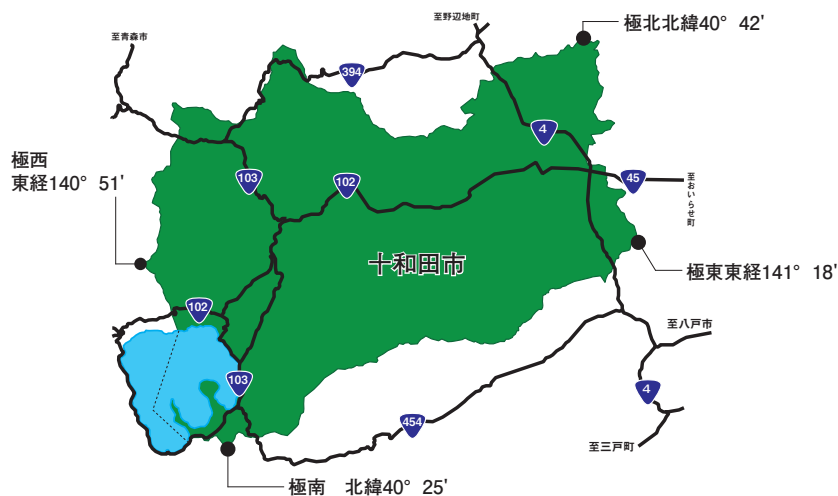 至野辺地町
極北北緯40° 42'
至青森市
394
4
極西
東経140° 51'
103
102
45
至おいらせ町
十和田市
極東東経141° 18'
102
至八戸市
103
4
454
至三戸町
極南　北緯40° 25'